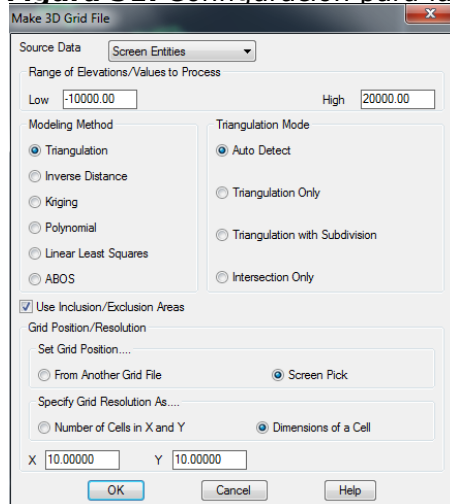 Make 3D Grid File
Source Data Screen Entities
Range of Elevations/Values to Process
Low -10000.00 High 20000.00
Modeling Method Triangulation Mode
Triangulation Auto Detect
Inverse Distance
Kriging Triangulation Only
Polynomial Triangulation with Subdivision
Linear Least Squares
ABOS Intersection Only
Use Inclusion/Exclusion Areas
Grid Position/Resolution
Set Grid Position....
From Another Grid File Screen Pick
Specify Grid Resolution As....
Number of Cells in X and Y Dimensions of a Cell
X 10.00000 Y 10.00000
OK Cancel Help